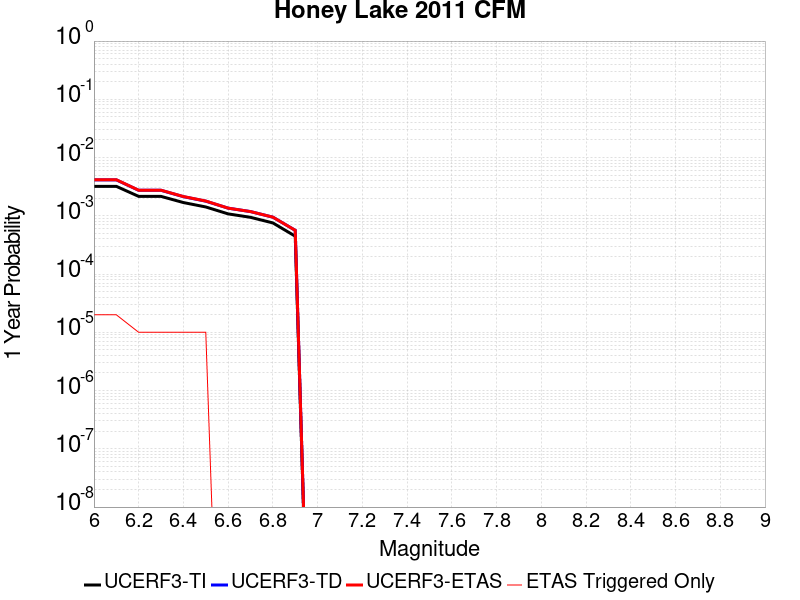 Honey Lake 2011 CFM
10^0
10^-1
10^-2
10^-3
10^-4
10^-5
10^-6
10^-7
10^-8
1 Year Probability
6 6.2 6.4 6.6 6.8 7 7.2 7.4 7.6 7.8 8 8.2 8.4 8.6 8.8 9
Magnitude
UCERF3-TI UCERF3-TD UCERF3-ETAS ETAS Triggered Only